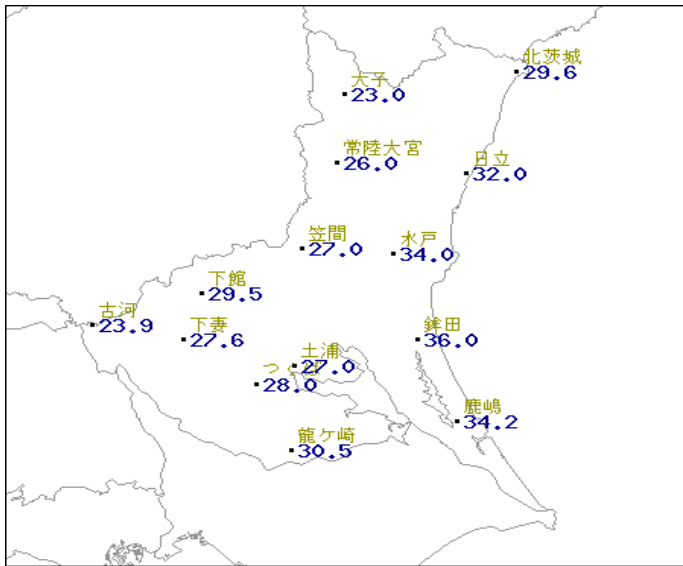 北茨城
29.6
大子
23.0
常陸大宮
26.0
日立
32.0
笠間
27.0
水戸
34.0
下館
29.5
古河
23.9
下妻
27.6
鉾田
36.0
土浦
27.0
つくば
28.0
鹿嶋
34.2
龍ケ崎
30.5